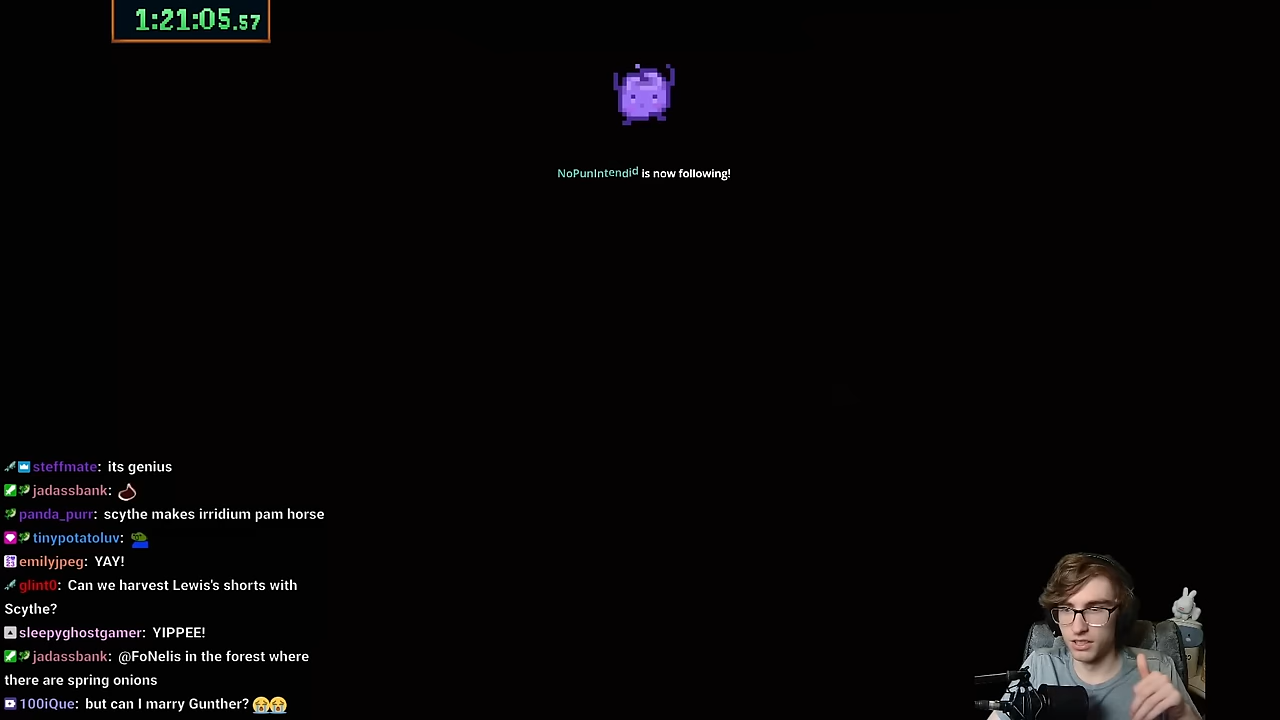 1:21:05.57
NoPunIntendid is now following!
steffmate: its genius
jadassbank:
panda_purr: scythe makes irridium pam horse
tinypotatoluv:
emilyjpeg: YAY!
glint0: Can we harvest Lewis's shorts with
Scythe?
sleepyghostgamer: YIPPEE!
jadassbank: @FoNelis in the forest where
there are spring onions
100iQue: but can I marry Gunther? 😭😭